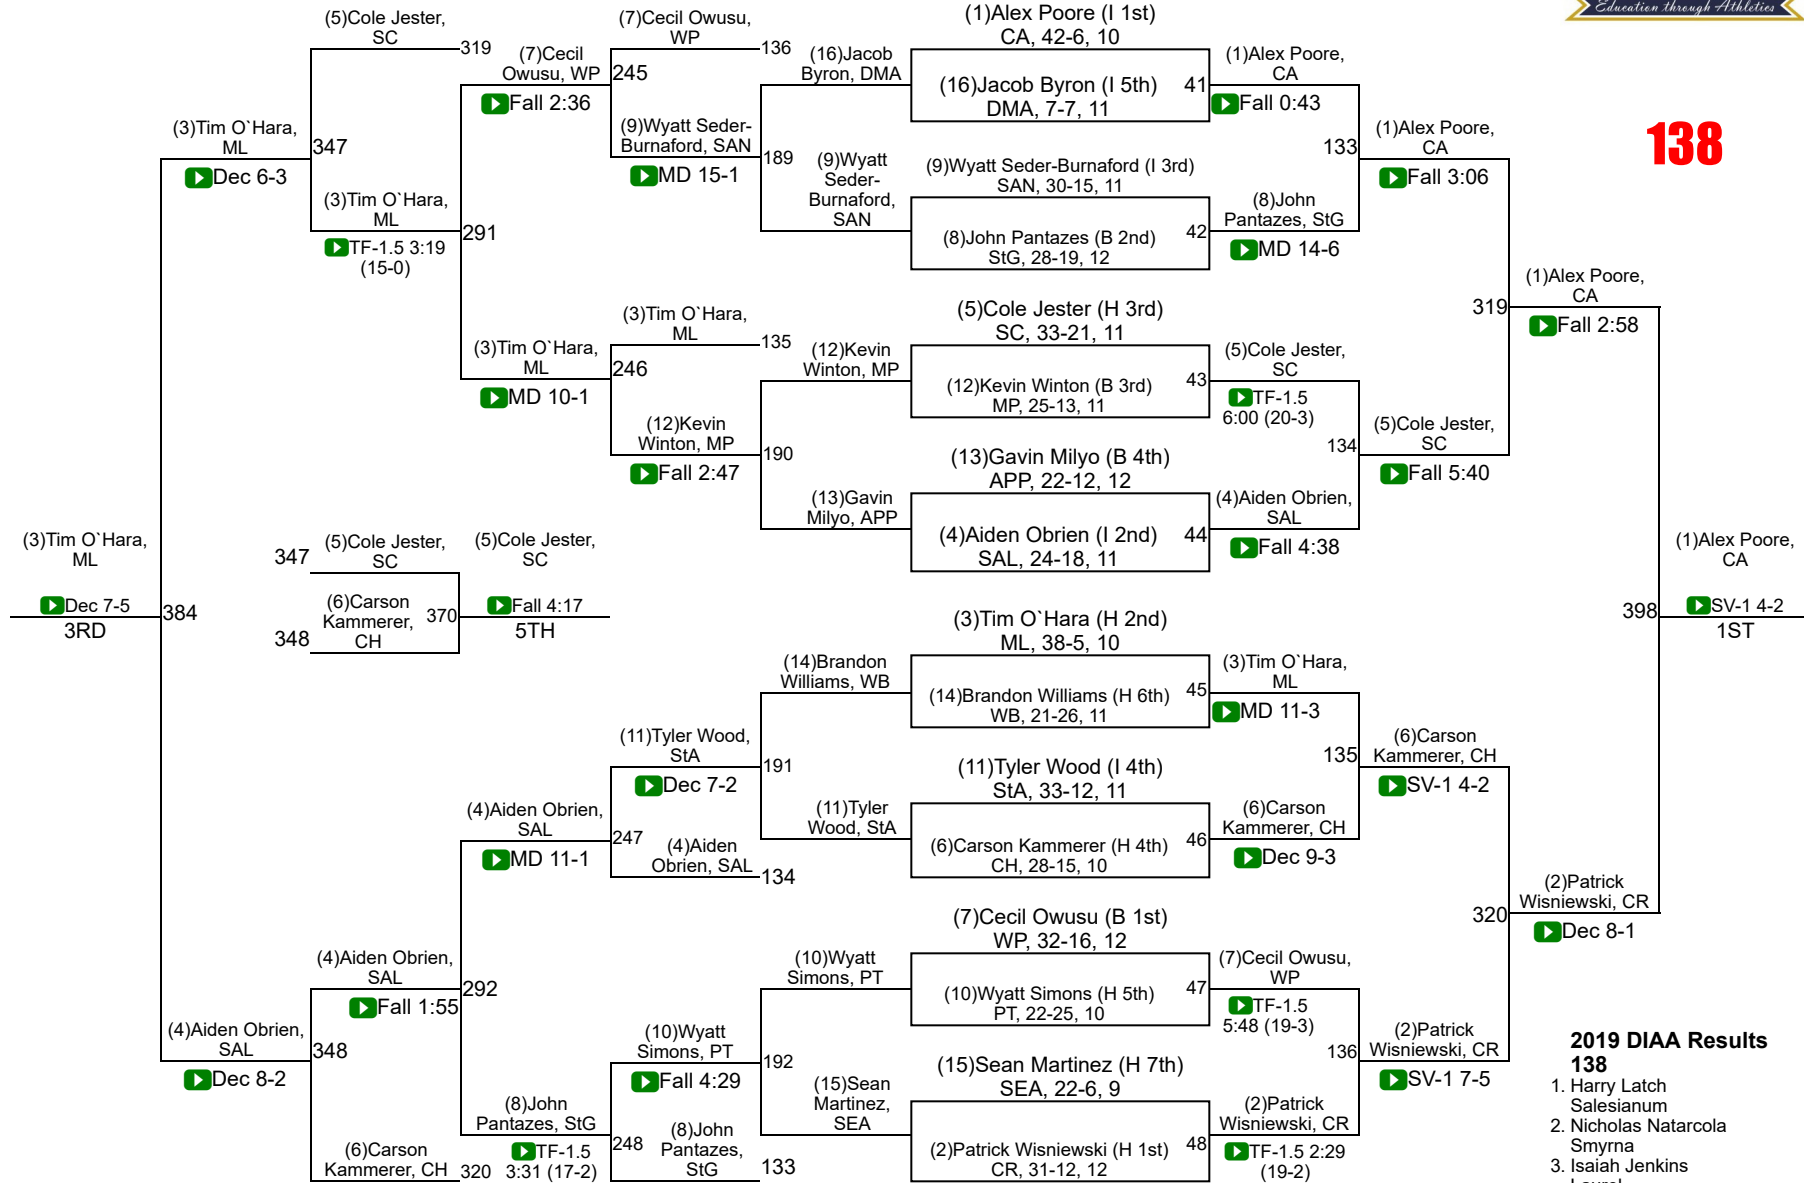 Education through Athletics
138
(5)Cole Jester,
SC
319
(3)Tim O`Hara,
ML
Dec 6-3
347
(3)Tim O`Hara,
ML
TF-1.5 3:19
(15-0)
(7)Cecil
Owusu, WP
Fall 2:36
291
(3)Tim O`Hara,
ML
MD 10-1
(7)Cecil Owusu,
WP
136
245
(9)Wyatt Seder-
Burnaford, SAN
MD 15-1
189
(3)Tim O`Hara,
ML
135
246
(12)Kevin
Winton, MP
Fall 2:47
190
(16)Jacob
Byron, DMA
(9)Wyatt
Seder-
Burnaford,
SAN
(12)Kevin
Winton, MP
(13)Gavin
Milyo, APP
(1)Alex Poore (I 1st)
CA, 42-6, 10
(16)Jacob Byron (I 5th)
DMA, 7-7, 11
41
(9)Wyatt Seder-Burnaford (I 3rd)
SAN, 30-15, 11
(8)John Pantazes (B 2nd)
StG, 28-19, 12
42
(5)Cole Jester (H 3rd)
SC, 33-21, 11
(12)Kevin Winton (B 3rd)
MP, 25-13, 11
43
(13)Gavin Milyo (B 4th)
APP, 22-12, 12
(4)Aiden Obrien (I 2nd)
SAL, 24-18, 11
44
(1)Alex Poore,
CA
Fall 0:43
133
(8)John
Pantazes, StG
MD 14-6
(5)Cole Jester,
SC
TF-1.5
6:00 (20-3)
134
(4)Aiden Obrien,
SAL
Fall 4:38
(1)Alex Poore,
CA
Fall 3:06
319
(5)Cole Jester,
SC
Fall 5:40
(1)Alex Poore,
CA
Fall 2:58
(3)Tim O`Hara,
ML
Dec 7-5
3RD
384
347
(5)Cole Jester,
SC
(6)Carson
Kammerer,
CH
348
370
(5)Cole Jester,
SC
Fall 4:17
5TH
398
(1)Alex Poore,
CA
SV-1 4-2
1ST
(4)Aiden Obrien,
SAL
Dec 8-2
348
(4)Aiden Obrien,
SAL
Fall 1:55
(6)Carson
Kammerer, CH
320
292
(4)Aiden Obrien,
SAL
MD 11-1
(8)John
Pantazes, StG
TF-1.5
3:31 (17-2)
(11)Tyler Wood,
StA
Dec 7-2
247
(4)Aiden
Obrien, SAL
134
191
(10)Wyatt
Simons, PT
Fall 4:29
248
(8)John
Pantazes,
StG
133
192
(14)Brandon
Williams, WB
(11)Tyler
Wood, StA
(10)Wyatt
Simons, PT
(15)Sean
Martinez,
SEA
(3)Tim O`Hara (H 2nd)
ML, 38-5, 10
(14)Brandon Williams (H 6th)
WB, 21-26, 11
45
(11)Tyler Wood (I 4th)
StA, 33-12, 11
(6)Carson Kammerer (H 4th)
CH, 28-15, 10
46
(7)Cecil Owusu (B 1st)
WP, 32-16, 12
(10)Wyatt Simons (H 5th)
PT, 22-25, 10
47
(15)Sean Martinez (H 7th)
SEA, 22-6, 9
(2)Patrick Wisniewski (H 1st)
CR, 31-12, 12
48
(3)Tim O`Hara,
ML
MD 11-3
135
(6)Carson
Kammerer, CH
Dec 9-3
(7)Cecil Owusu,
WP
TF-1.5
5:48 (19-3)
136
(2)Patrick
Wisniewski, CR
TF-1.5 2:29
(19-2)
(6)Carson
Kammerer, CH
SV-1 4-2
320
(2)Patrick
Wisniewski, CR
SV-1 7-5
(2)Patrick
Wisniewski, CR
Dec 8-1
2019 DIAA Results
138
1. Harry Latch
Salesianum
2. Nicholas Natarcola
Smyrna
3. Isaiah Jenkins
Laurel